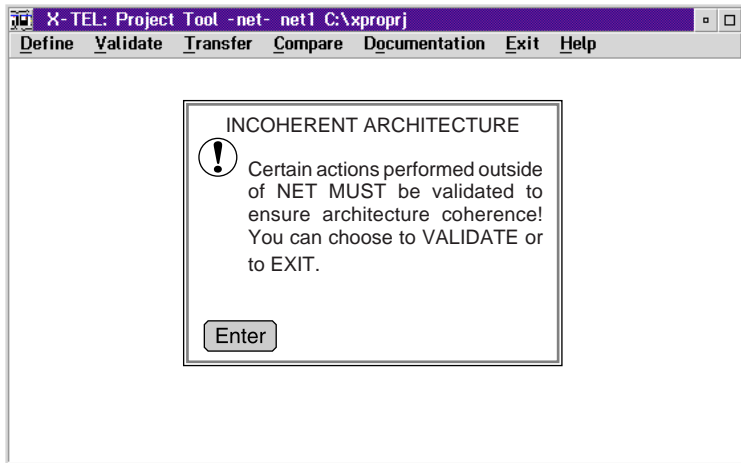 X-TEL: Project Tool -net- net1 C:\xproprj
Define Validate Transfer Compare Documentation Exit Help
INCOHERENT ARCHITECTURE
Certain actions performed outside
of NET MUST be validated to
ensure architecture coherence!
You can choose to VALIDATE or
to EXIT.
Enter